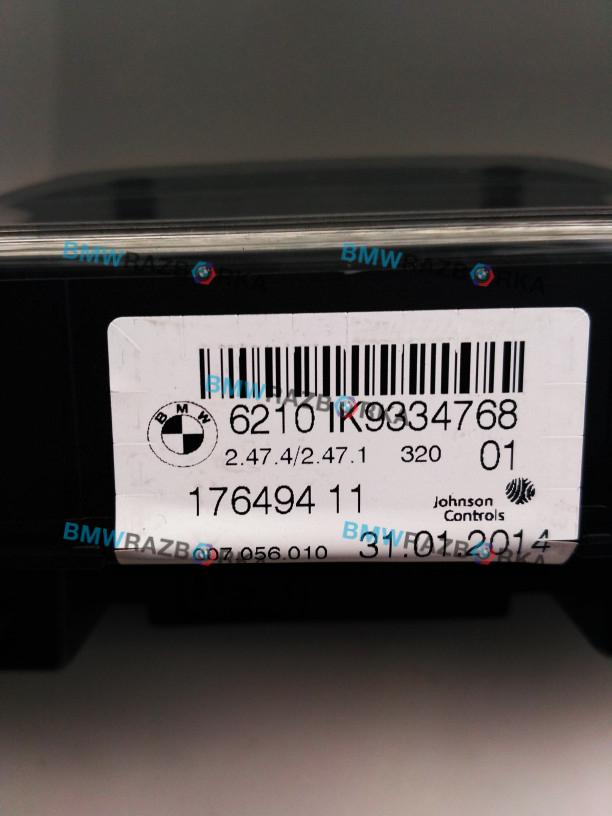 BMWRAZBORKA BMWRAZBORKA
BMWRAZBORKA
BMW
6210 IK9334768
2.47.4/2.47.1 320 01
176494 11
Johnson
Controls
BMWRAZBORKA BMWRAZBORKA
007.056.010 31.01.2014